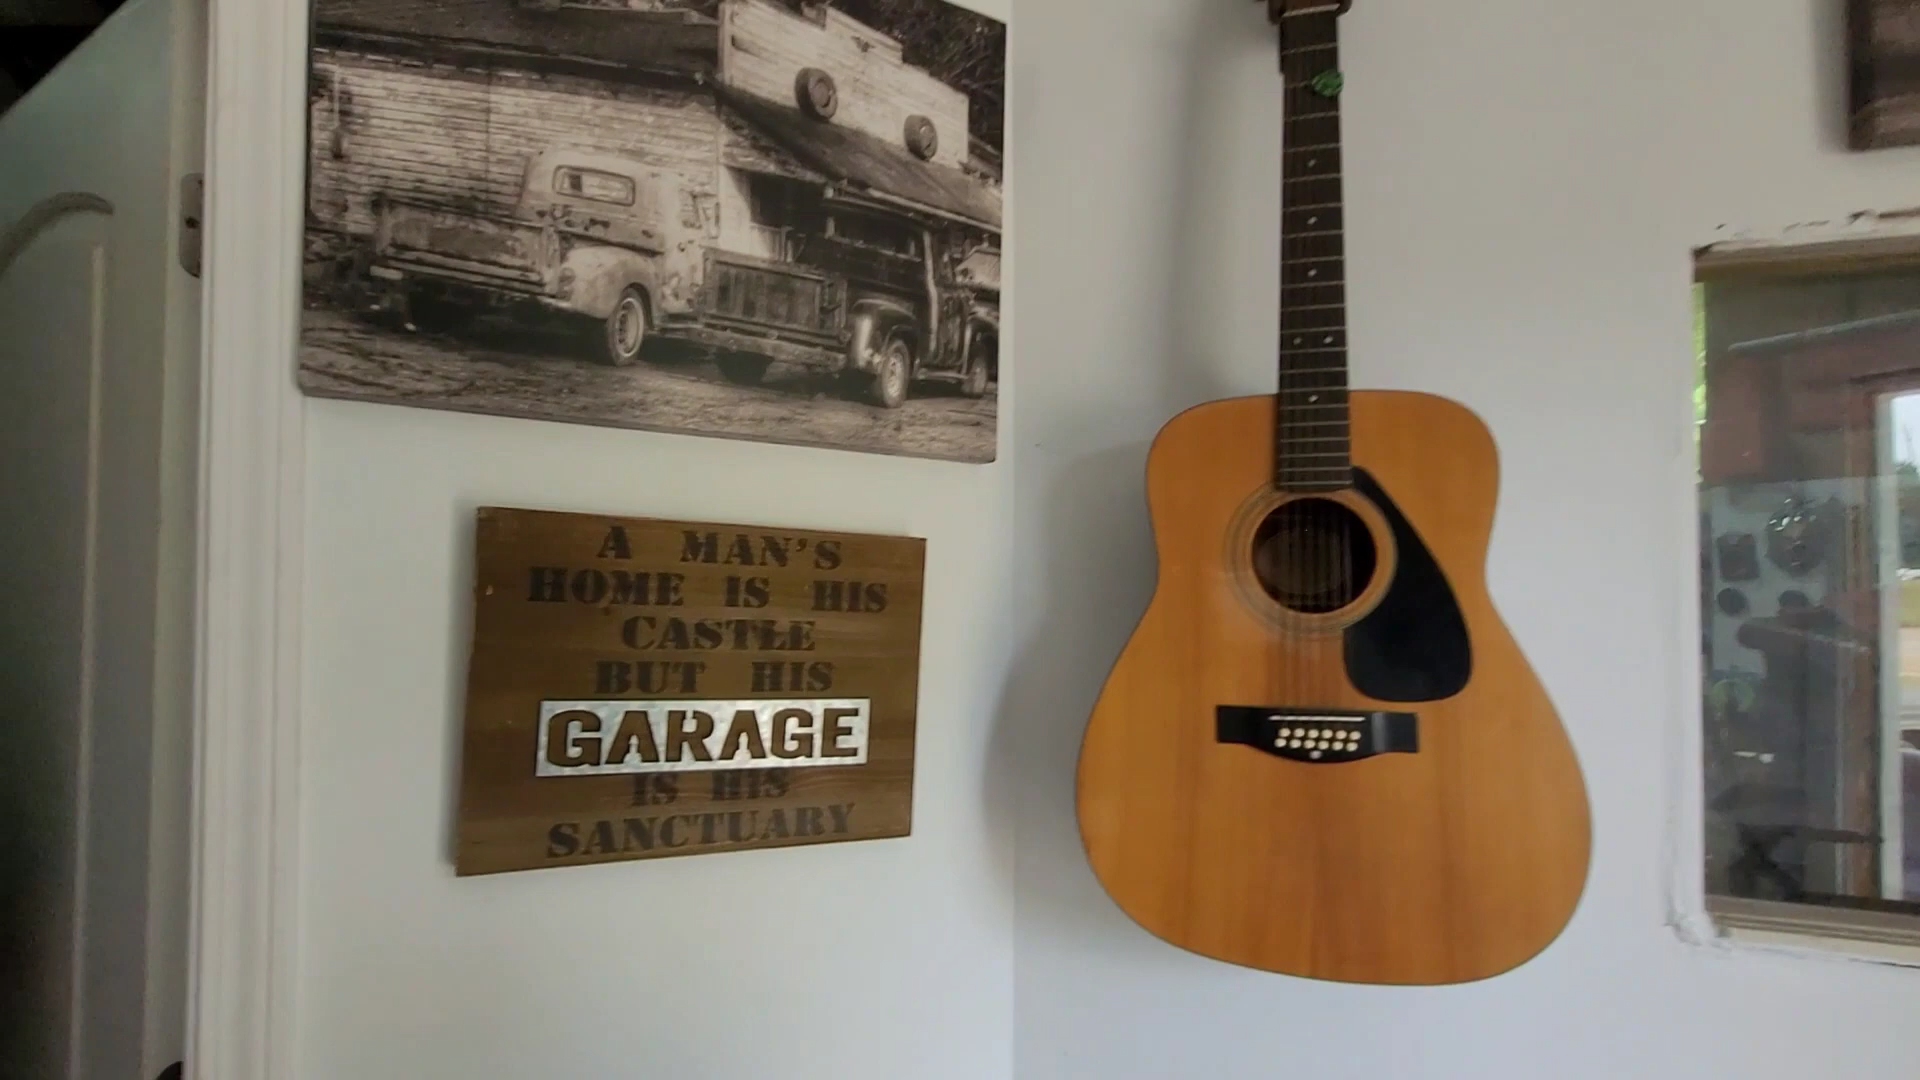 A MAN'S
HOME IS HIS
CASTLE
BUT HIS
GARAGE
IS HIS
SANCTUARY